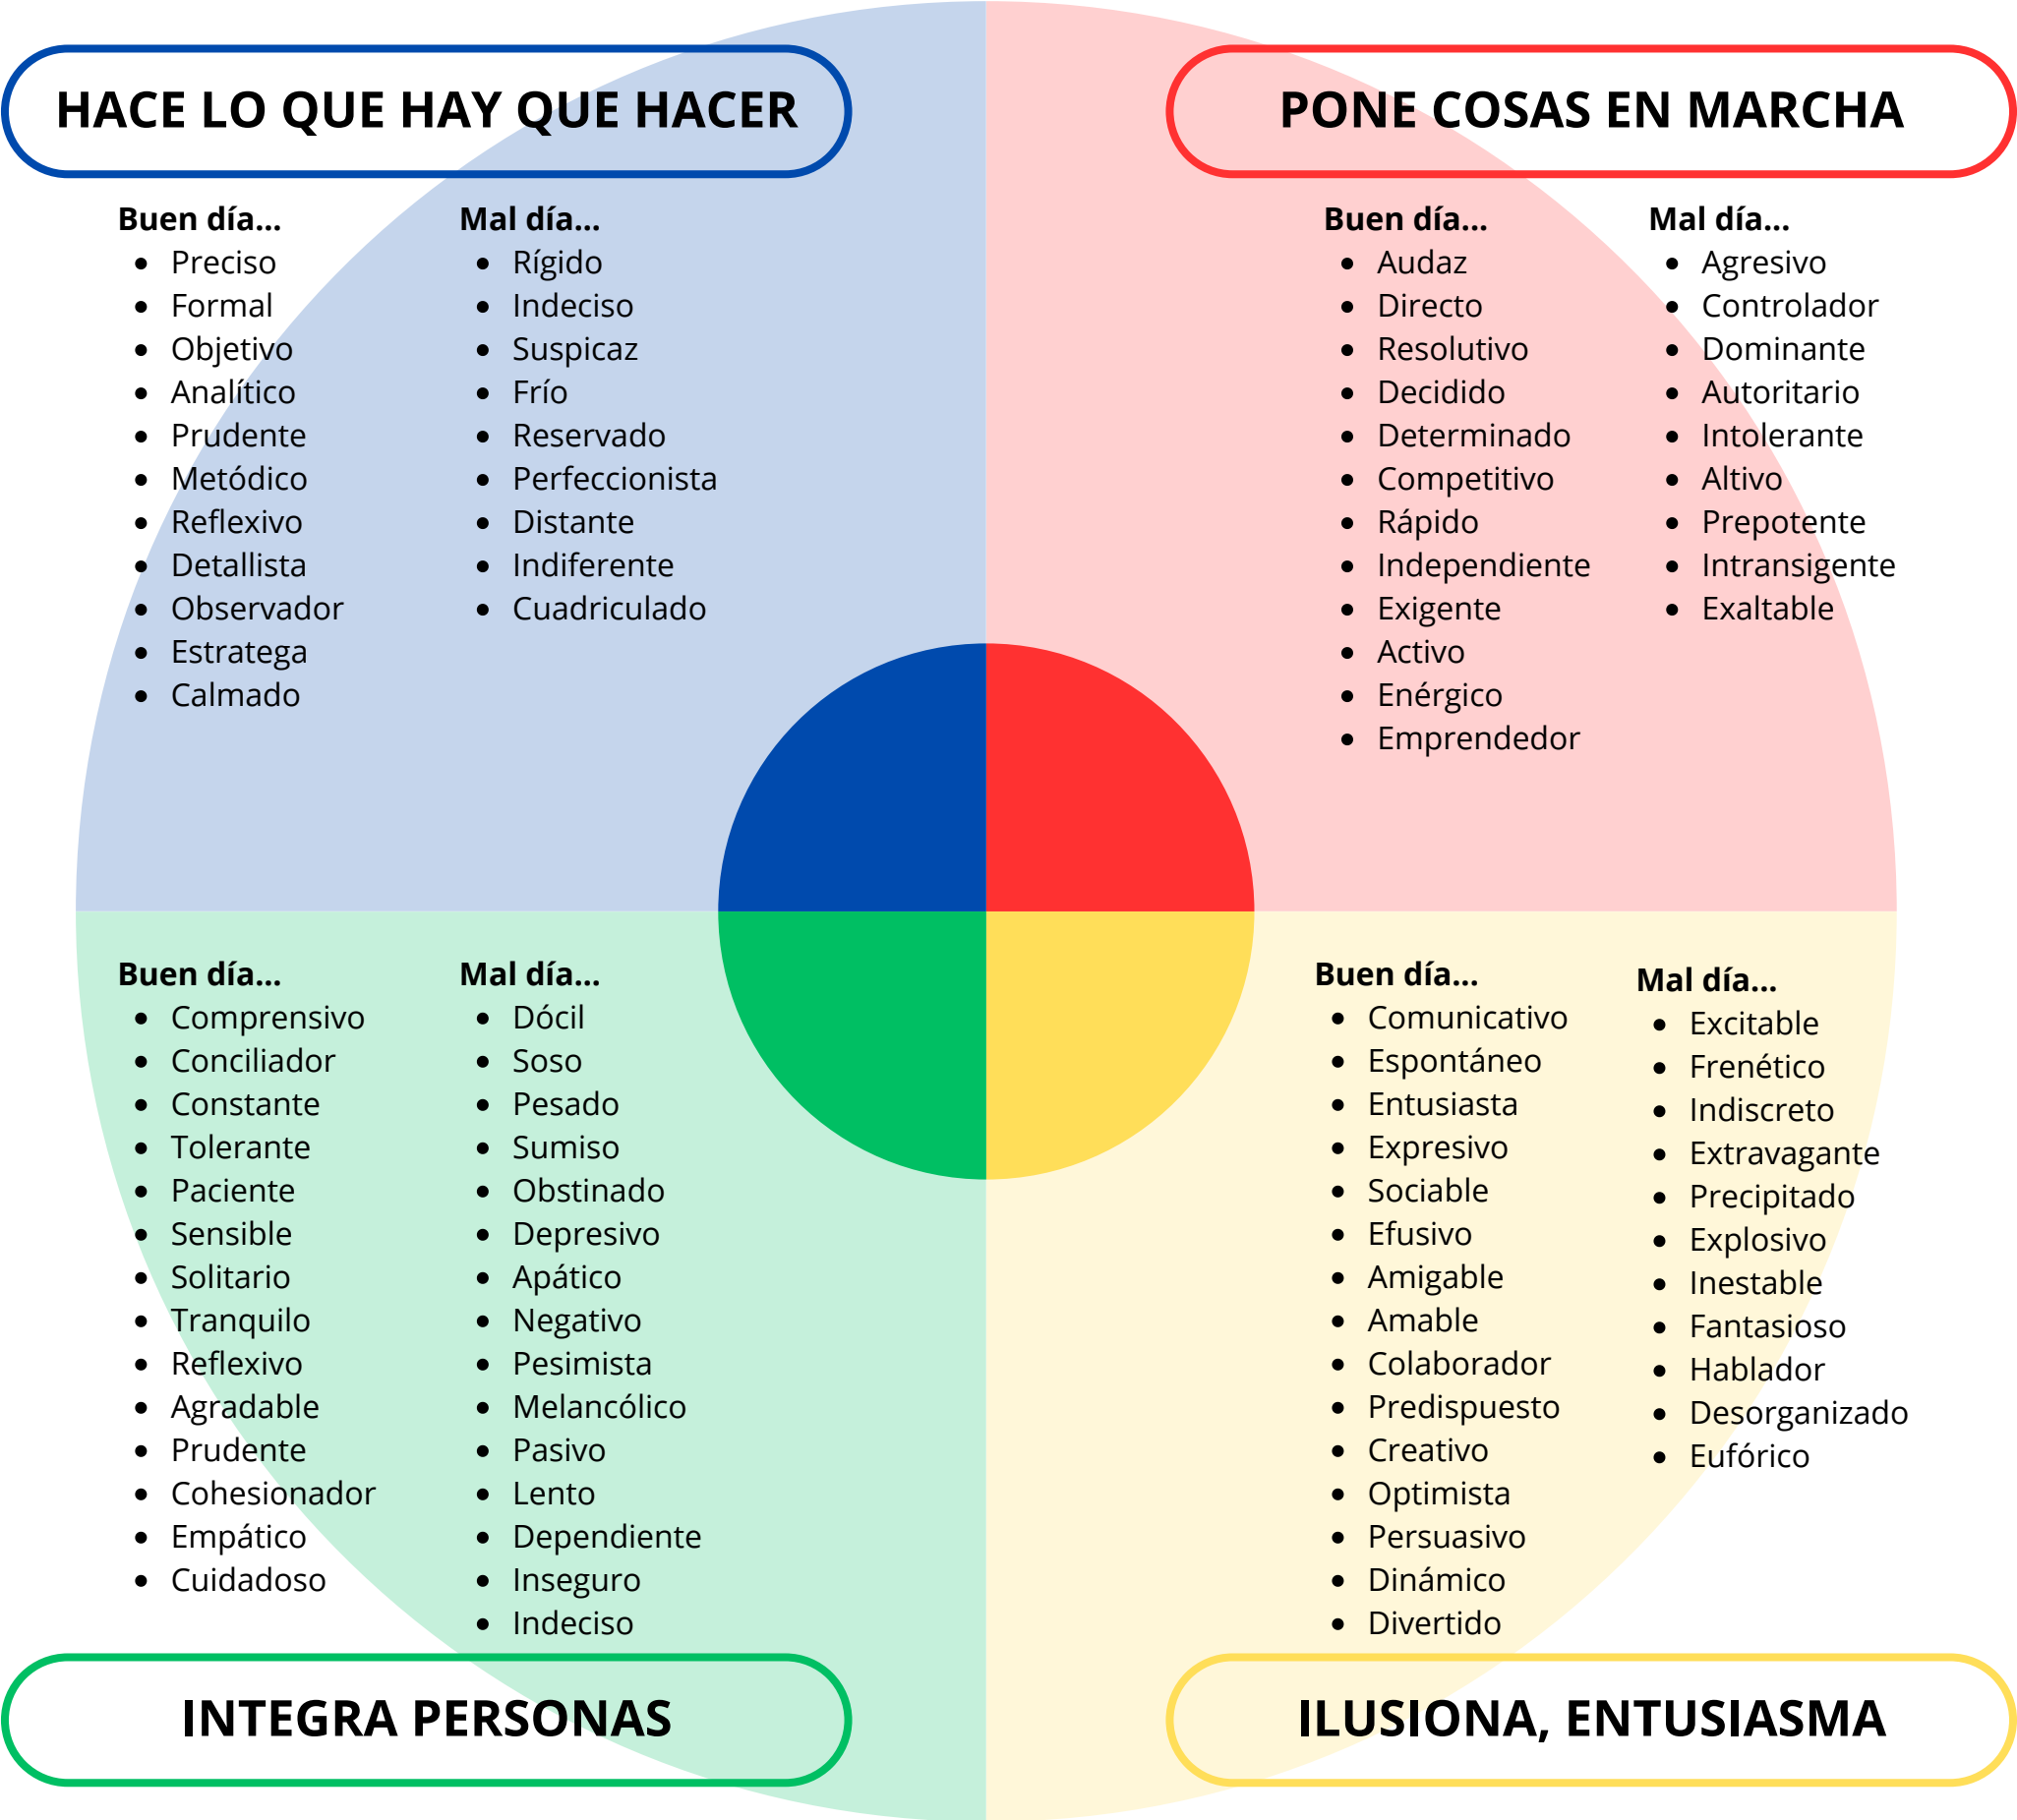 HACE LO QUE HAY QUE HACER
Buen día...
Preciso
Formal
Objetivo
Analítico
Prudente
Metódico
Reflexivo
Detallista
Observador
Estratega
Calmado
Mal día...
Rígido
Indeciso
Suspicaz
Frío
Reservado
Perfeccionista
Distante
Indiferente
Cuadriculado
PONE COSAS EN MARCHA
Buen día...
Audaz
Directo
Resolutivo
Decidido
Determinado
Competitivo
Rápido
Independiente
Exigente
Activo
Enérgico
Emprendedor
Mal día...
Agresivo
Controlador
Dominante
Autoritario
Intolerante
Altivo
Prepotente
Intransigente
Exaltable
Buen día...
Comprensivo
Conciliador
Constante
Tolerante
Paciente
Sensible
Solitario
Tranquilo
Reflexivo
Agradable
Prudente
Cohesionador
Empático
Cuidadoso
Mal día...
Dócil
Soso
Pesado
Sumiso
Obstinado
Depresivo
Apático
Negativo
Pesimista
Melancólico
Pasivo
Lento
Dependiente
Inseguro
Indeciso
INTEGRA PERSONAS
Buen día...
Comunicativo
Espontáneo
Entusiasta
Expresivo
Sociable
Efusivo
Amigable
Amable
Colaborador
Predispuesto
Creativo
Optimista
Persuasivo
Dinámico
Divertido
Mal día...
Excitable
Frenético
Indiscreto
Extravagante
Precipitado
Explosivo
Inestable
Fantasioso
Hablador
Desorganizado
Eufórico
ILUSIONA, ENTUSIASMA